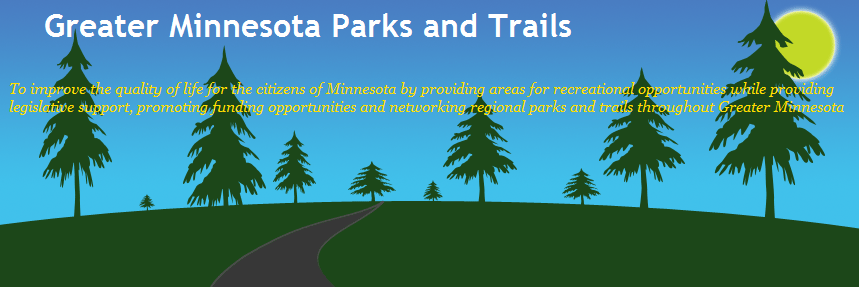 Greater Minnesota Parks and Trails
To improve the quality of life for the citizens of Minnesota by providing areas for recreational opportunities while providing
legislative support, promoting funding opportunities and networking regional parks and trails throughout Greater Minnesota